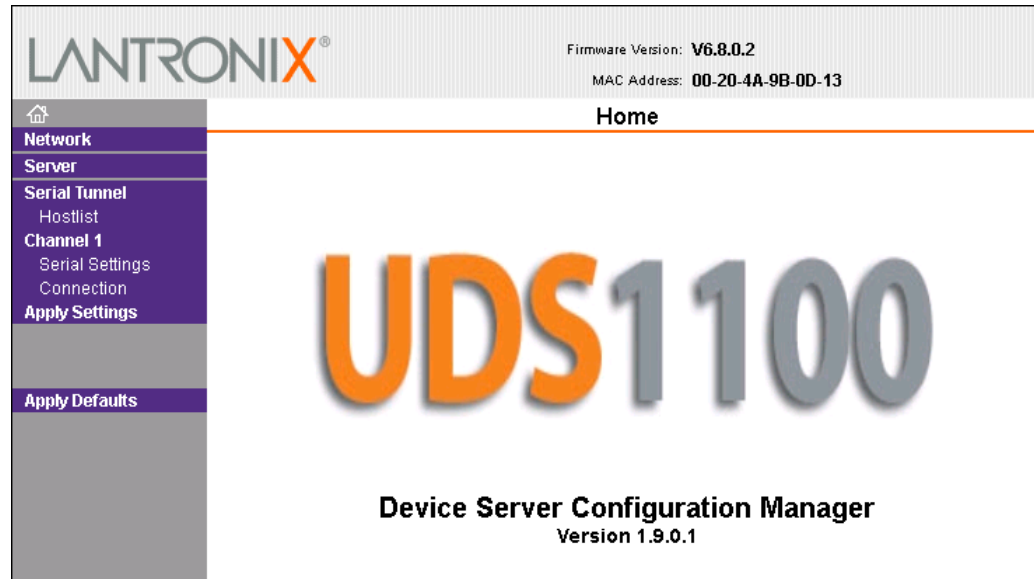 LANTRONIX®
Firmware Version: V6.8.0.2
MAC Address: 00-20-4A-9B-0D-13
Home
Network
Server
Serial Tunnel
Hostlist
Channel 1
Serial Settings
Connection
Apply Settings
Apply Defaults
UDS1100
Device Server Configuration Manager
Version 1.9.0.1